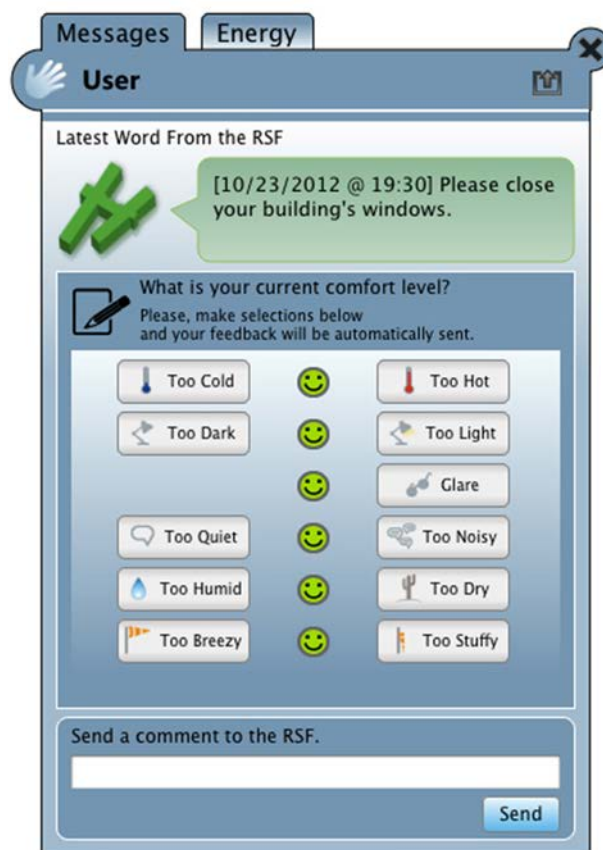 Messages
Energy
User
Latest Word From the RSF
[10/23/2012 @ 19:30] Please close
your building's windows.
What is your current comfort level?
Please, make selections below
and your feedback will be automatically sent.
Too Cold
Too Hot
Too Dark
Too Light
Glare
Too Quiet
Too Noisy
Too Humid
Too Dry
Too Breezy
Too Stuffy
Send a comment to the RSF.
Send